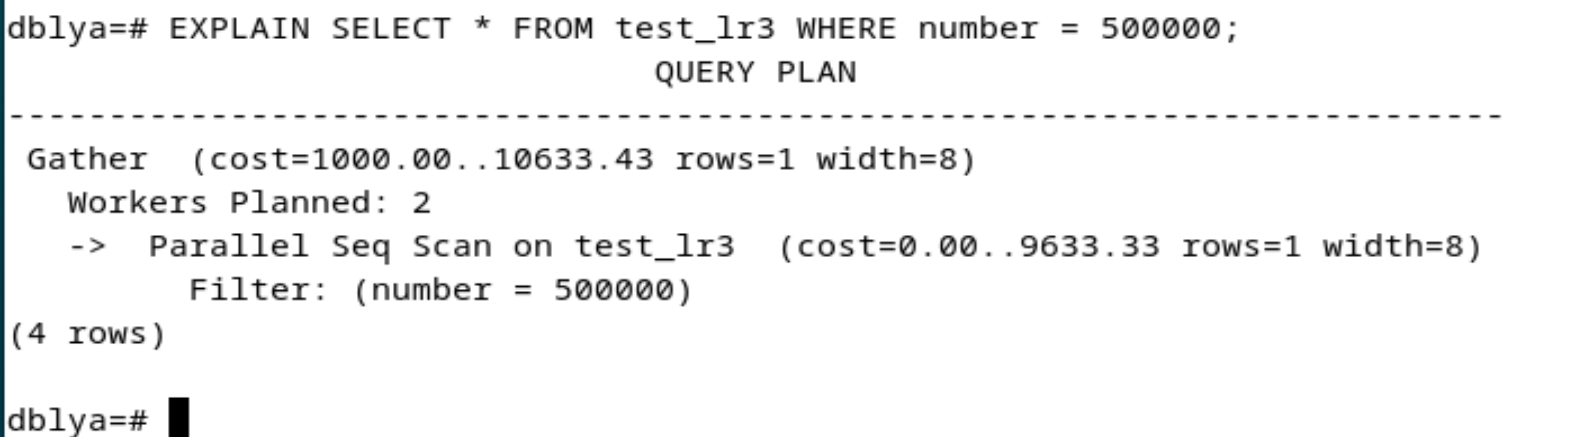 dblya=# EXPLAIN SELECT * FROM test_lr3 WHERE number = 500000;
QUERY PLAN
--------------------------------------------------------------------------
Gather  (cost=1000.00..10633.43 rows=1 width=8)
Workers Planned: 2
->  Parallel Seq Scan on test_lr3  (cost=0.00..9633.33 rows=1 width=8)
Filter: (number = 500000)
(4 rows)
dblya=#